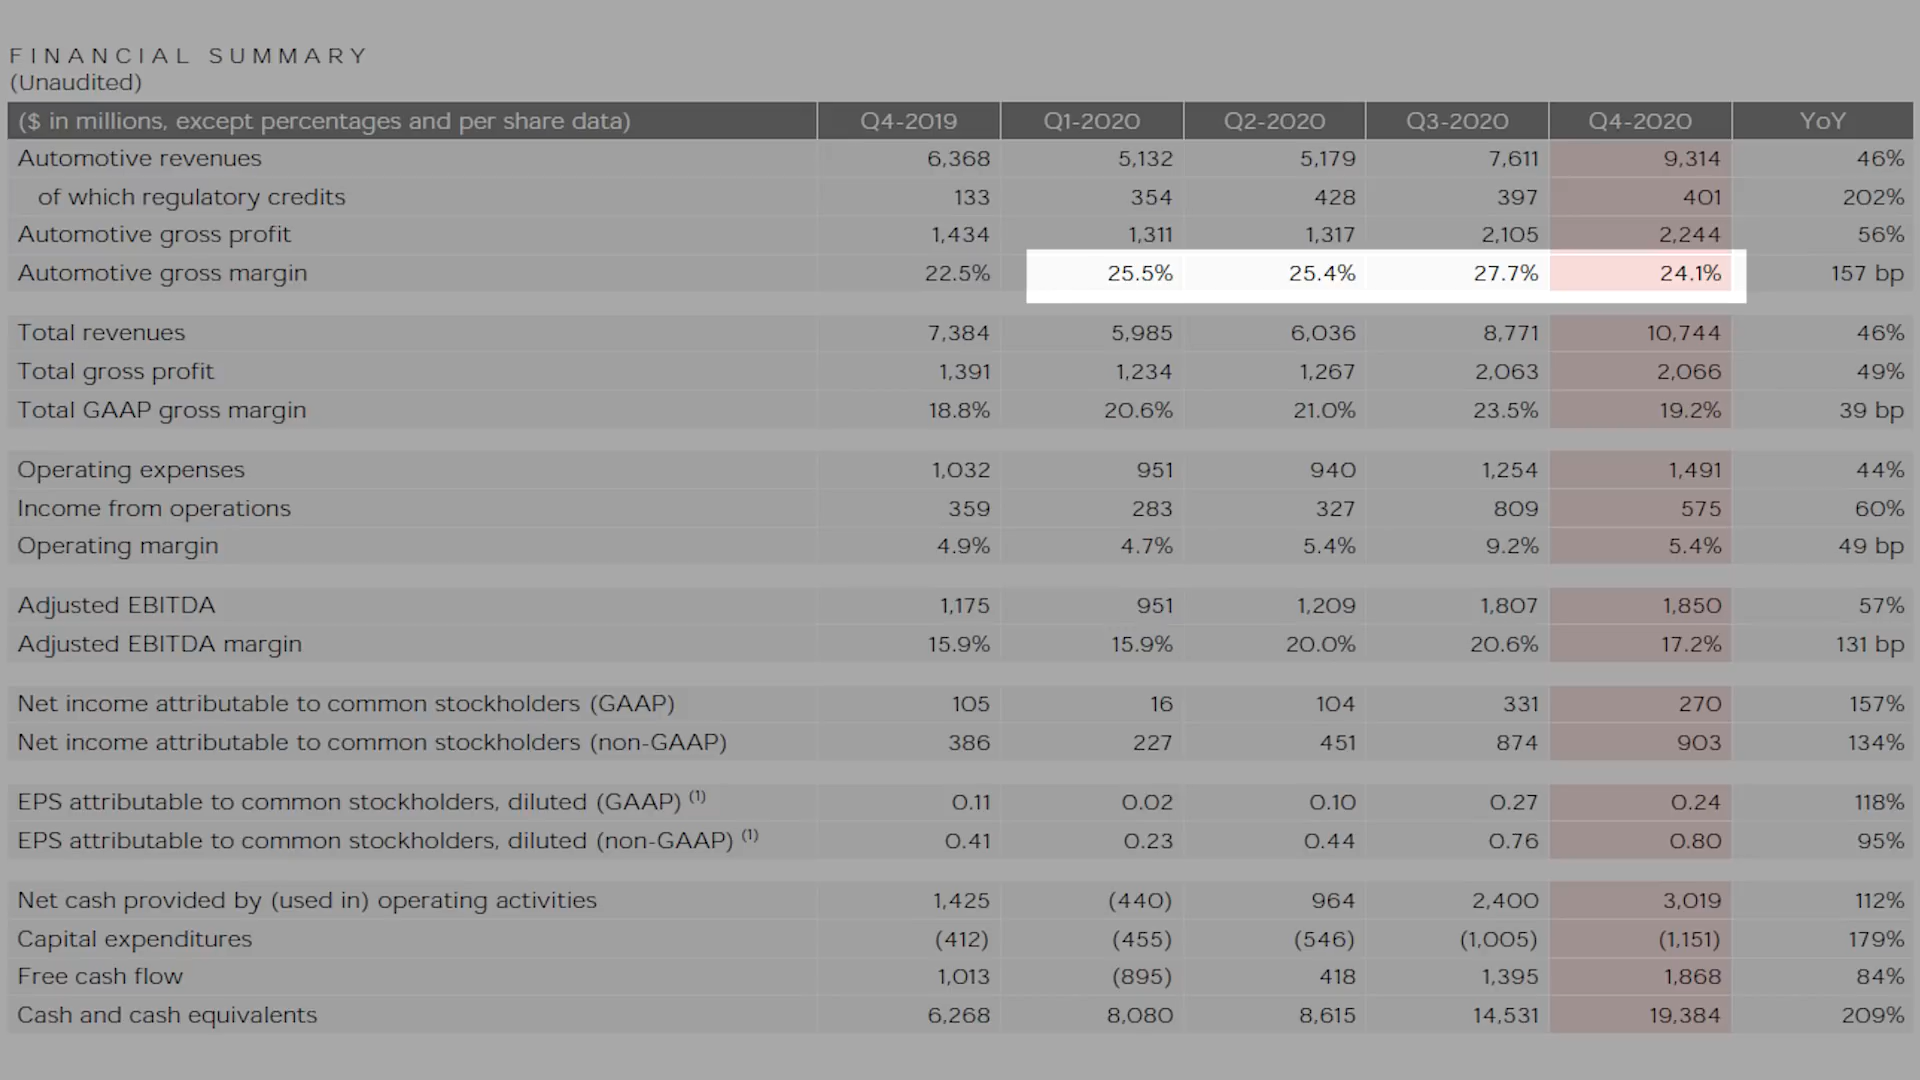 FINANCIAL SUMMARY
(Unaudited)
($ in millions, except percentages and per share data) Q4-2019 Q1-2020 Q2-2020 Q3-2020 Q4-2020 YoY
Automotive revenues 6,368 5,132 5,179 7,611 9,314 46%
of which regulatory credits 133 354 428 397 401 202%
Automotive gross profit 1,434 1,311 1,317 2,105 2,244 56%
Automotive gross margin 22.5% 25.5% 25.4% 27.7% 24.1% 157 bp
Total revenues 7,384 5,985 6,036 8,771 10,744 46%
Total gross profit 1,391 1,234 1,267 2,063 2,066 49%
Total GAAP gross margin 18.8% 20.6% 21.0% 23.5% 19.2% 39 bp
Operating expenses 1,032 951 940 1,254 1,491 44%
Income from operations 359 283 327 809 575 60%
Operating margin 4.9% 4.7% 5.4% 9.2% 5.4% 49 bp
Adjusted EBITDA 1,175 951 1,209 1,807 1,850 57%
Adjusted EBITDA margin 15.9% 15.9% 20.0% 20.6% 17.2% 131 bp
Net income attributable to common stockholders (GAAP) 105 16 104 331 270 157%
Net income attributable to common stockholders (non-GAAP) 386 227 451 874 903 134%
EPS attributable to common stockholders, diluted (GAAP) (1) 0.11 0.02 0.10 0.27 0.24 118%
EPS attributable to common stockholders, diluted (non-GAAP) (1) 0.41 0.23 0.44 0.76 0.80 95%
Net cash provided by (used in) operating activities 1,425 (440) 964 2,400 3,019 112%
Capital expenditures (412) (455) (546) (1,005) (1,151) 179%
Free cash flow 1,013 (895) 418 1,395 1,868 84%
Cash and cash equivalents 6,268 8,080 8,615 14,531 19,384 209%